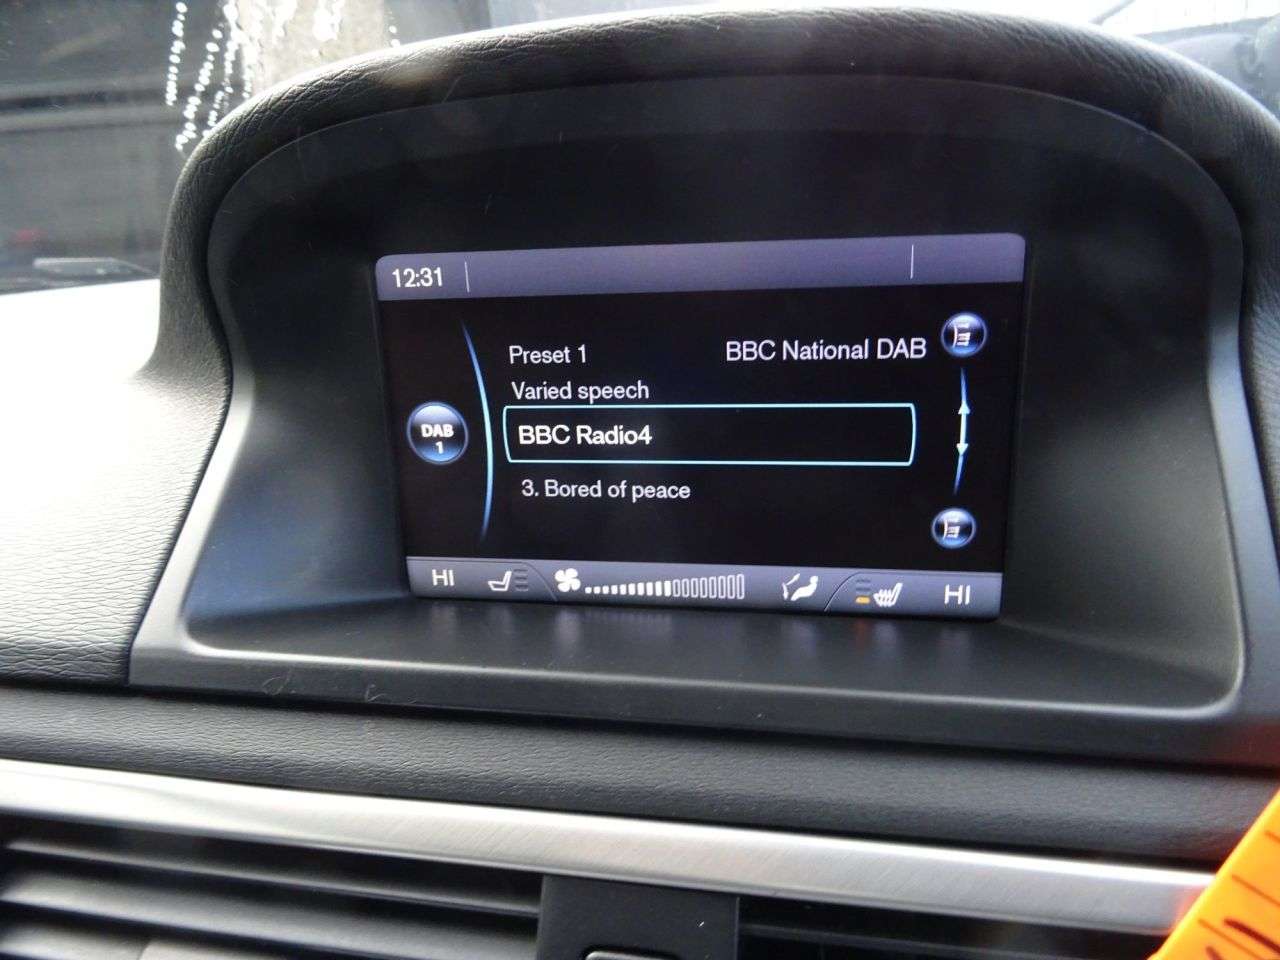 12:31
Preset 1 BBC National DAB
Varied speech
DAB
1
BBC Radio4
3. Bored of peace
HI HI